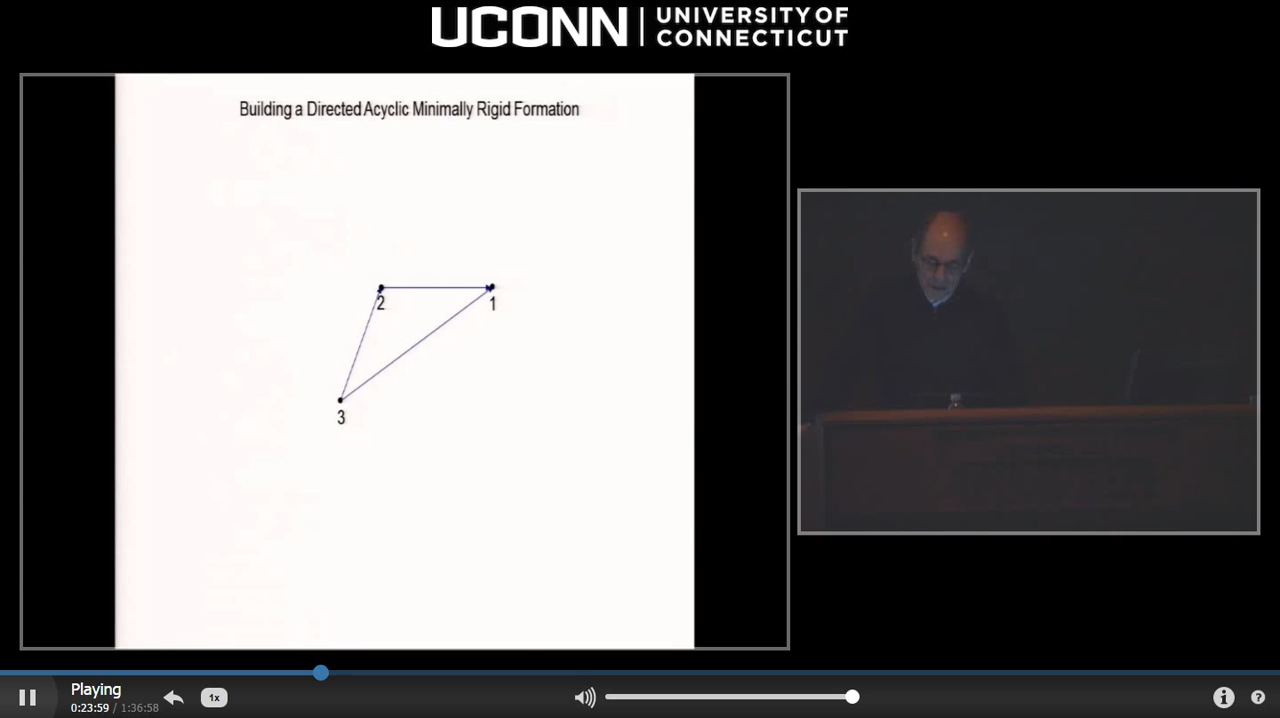 UCONN
UNIVERSITY OF
CONNECTICUT
Building a Directed Acyclic Minimally Rigid Formation
2
1
3
Playing
0:23:59 / 1:36:58
1x
i
?